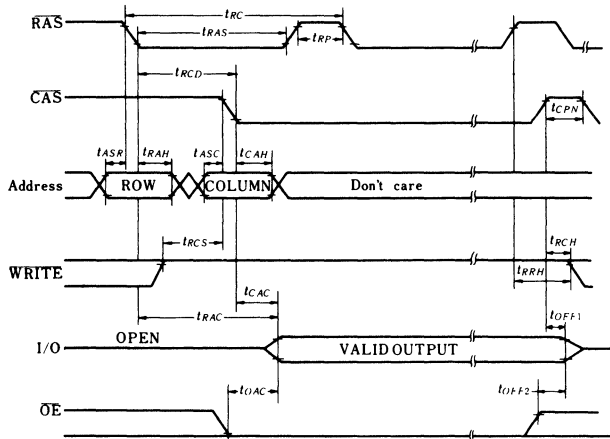 tRC
RAS
tRAS
tRP
tRCD
CAS
tCPN
tASR
tRAH
tASC
tCAH
Address
ROW
COLUMN
Don't care
tRCS
tRCH
WRITE
tRRH
tCAC
tRAC
tOFF1
OPEN
I/O
VALID OUTPUT
tOAC
tOFF2
OE